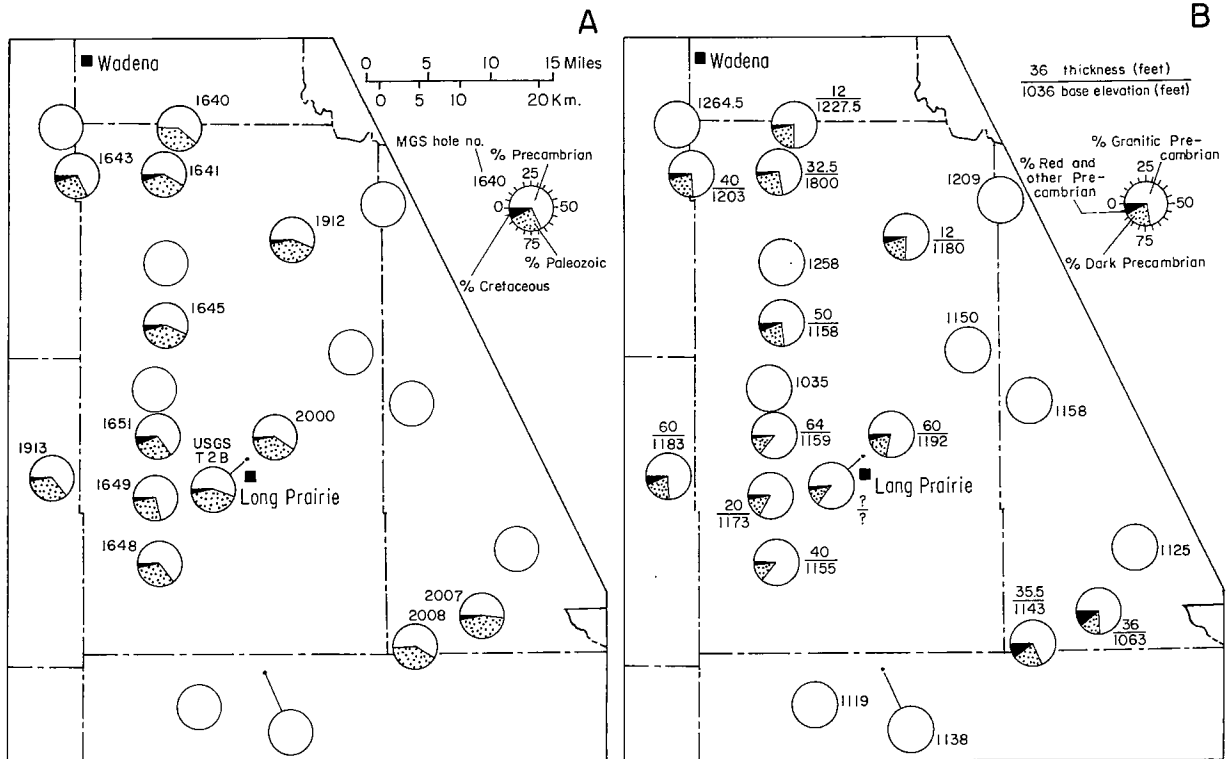 A
Wadena
0 5 10 15 Miles
0 5 10 20 Km.
1640
1643
1641
MGS hole no.
1640
% Precambrian
25
0
50
75
% Paleozoic
% Cretaceous
1912
1645
1651
2000
USGS
T2B
1913
1649
Long Prairie
1648
2007
2008
B
Wadena
36 thickness (feet)
1036 base elevation (feet)
1264.5
12
1227.5
40
1203
32.5
1800
1209
% Granitic Pre-
cambrian
% Red and
other Pre-
cambrian
25
0
50
75
% Dark Precambrian
12
1180
1258
50
1158
1150
1035
1158
64
1159
60
1192
60
1183
Long Prairie
20
1173
?
?
40
1155
1125
35.5
1143
36
1063
1119
1138